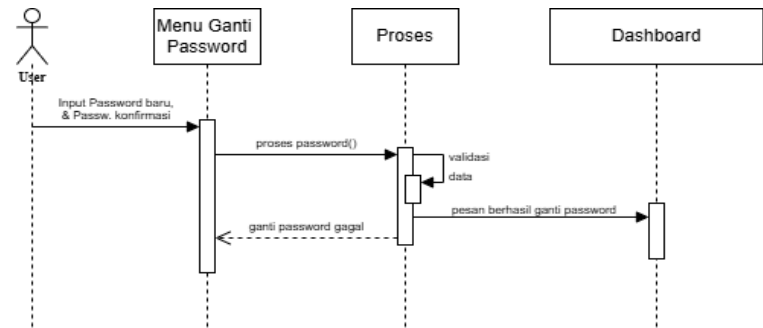 Menu Ganti
Password
Proses
Dashboard
User
Input Password baru,
& Passw. konfirmasi
proses password()
validasi
data
pesan berhasil ganti password
ganti password gagal